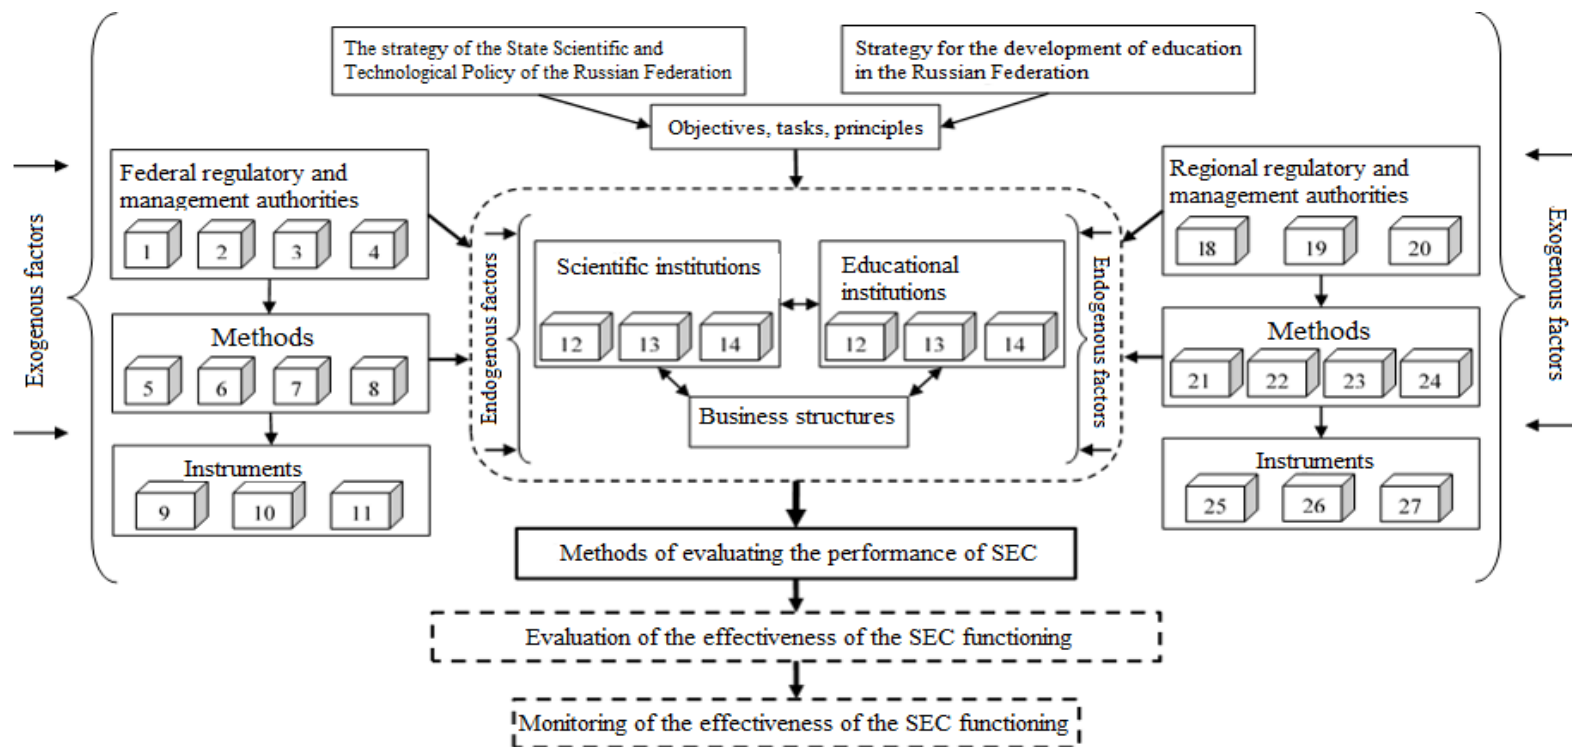 The strategy of the State Scientific and
Technological Policy of the Russian Federation
Strategy for the development of education
in the Russian Federation
Objectives, tasks, principles
Exogenous factors
Federal regulatory and
management authorities
1 2 3 4
Methods
5 6 7 8
Instruments
9 10 11
Endogenous factors
Scientific institutions
12 13 14
Educational
institutions
12 13 14
Business structures
Endogenous factors
Regional regulatory and
management authorities
18 19 20
Methods
21 22 23 24
Instruments
25 26 27
Exogenous factors
Methods of evaluating the performance of SEC
Evaluation of the effectiveness of the SEC functioning
Monitoring of the effectiveness of the SEC functioning